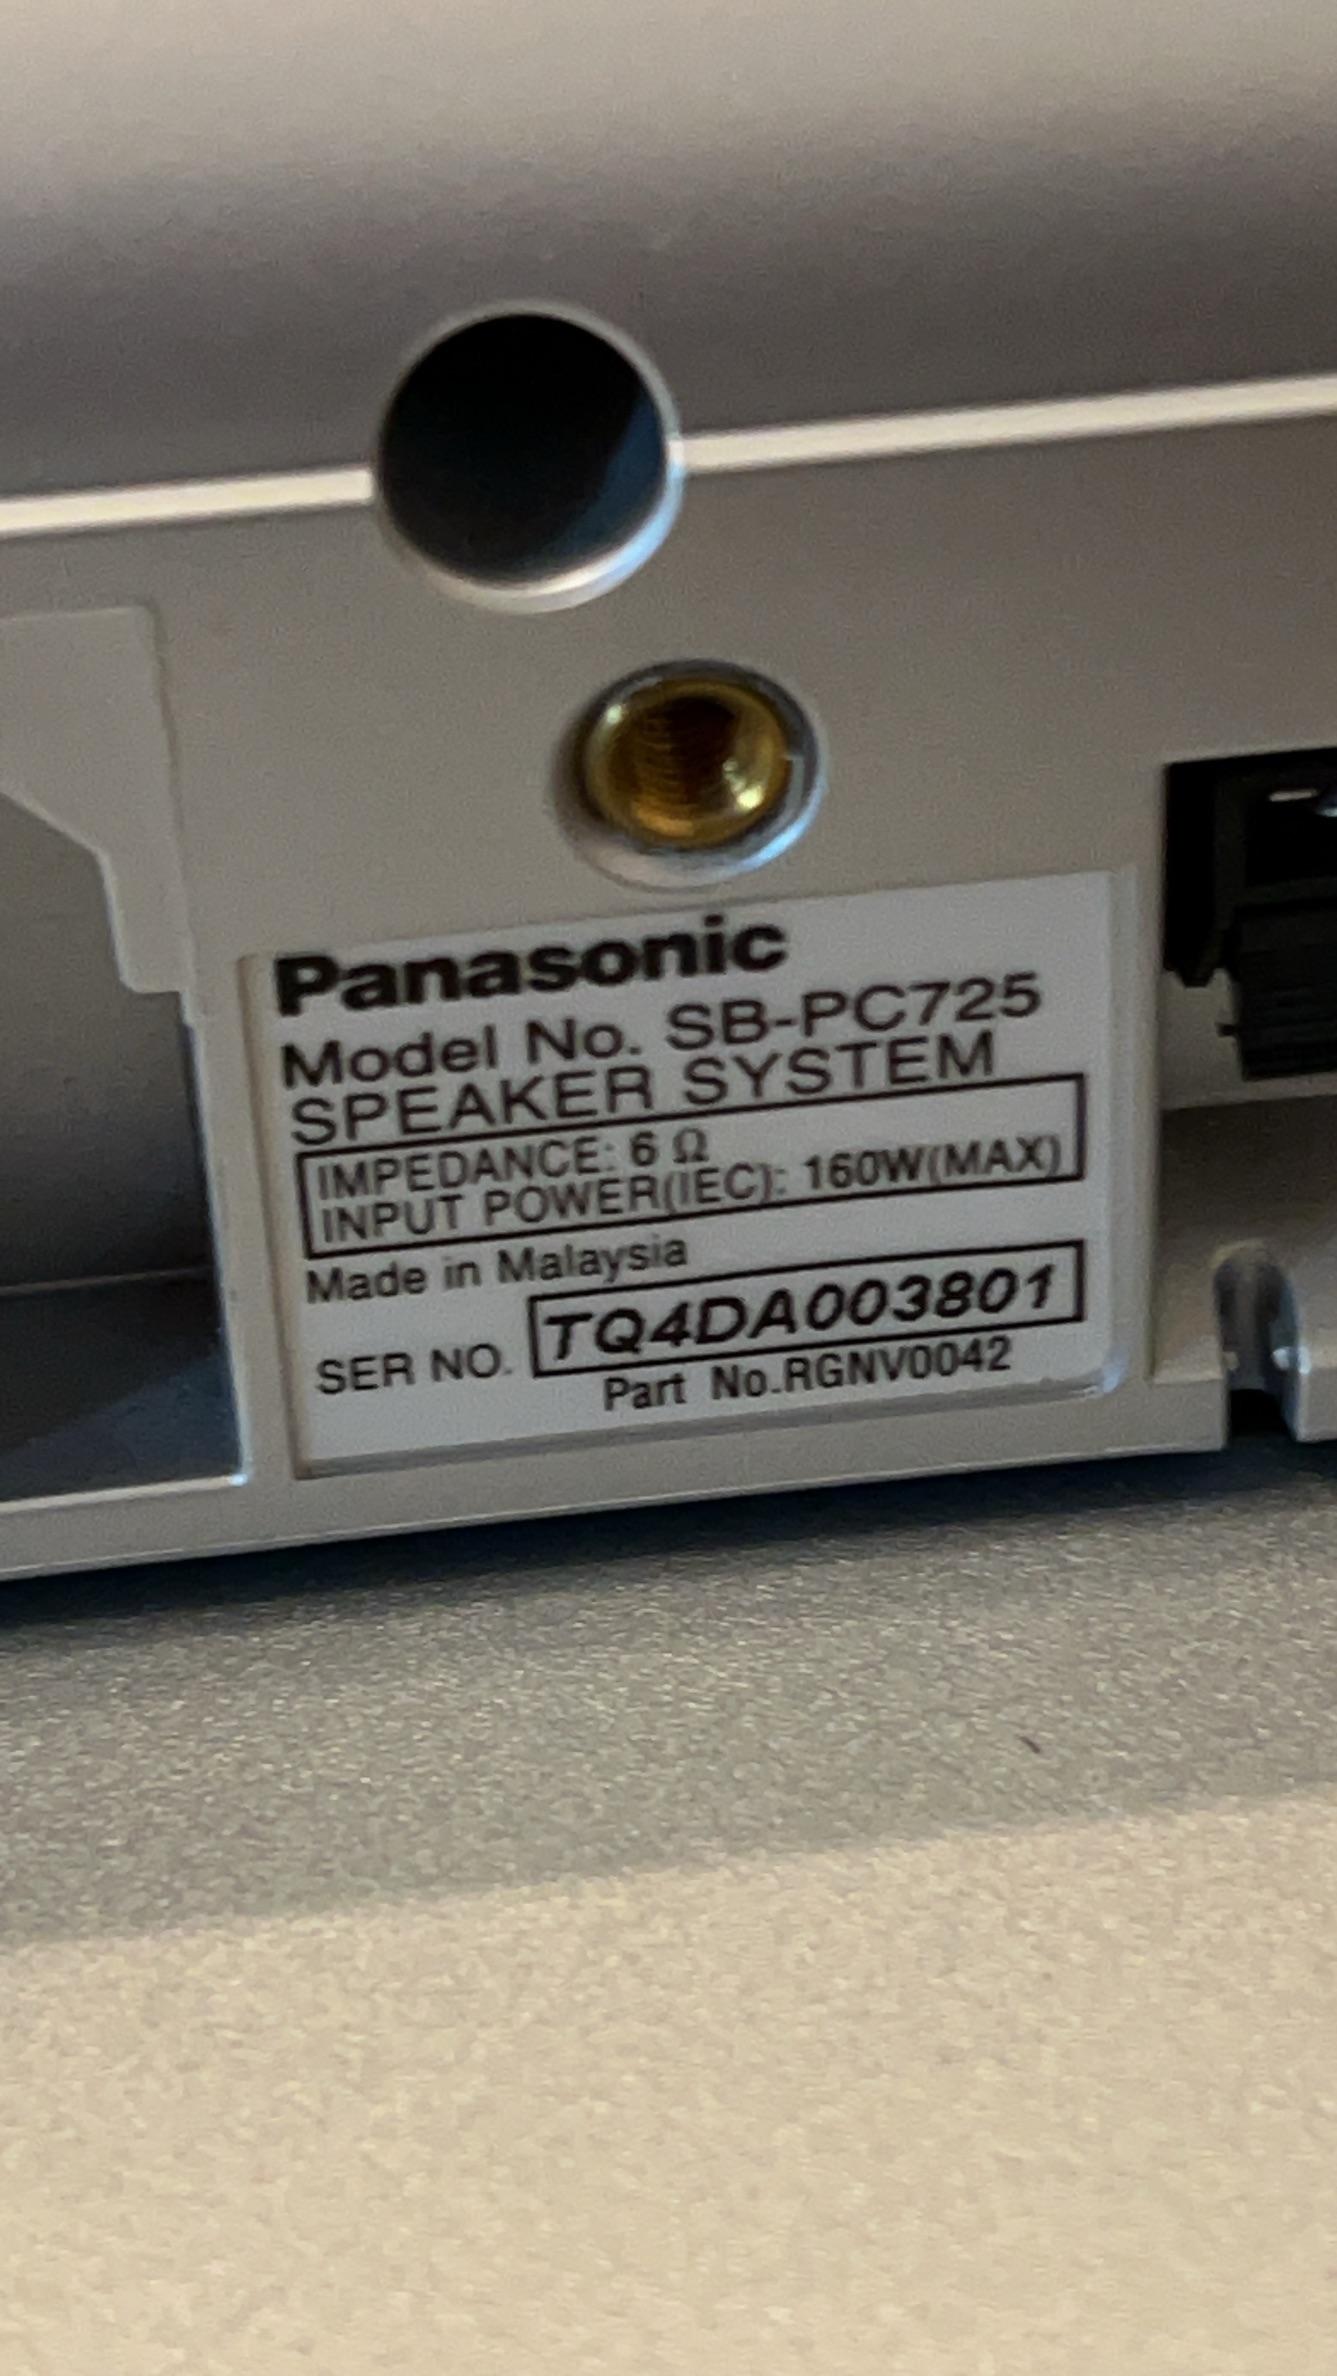 Panasonic
Model No. SB-PC725
SPEAKER SYSTEM
IMPEDANCE: 6 Ω
INPUT POWER(IEC): 160W(MAX)
Made in Malaysia
SER NO. TQ4DA003801
Part No.RGNV0042